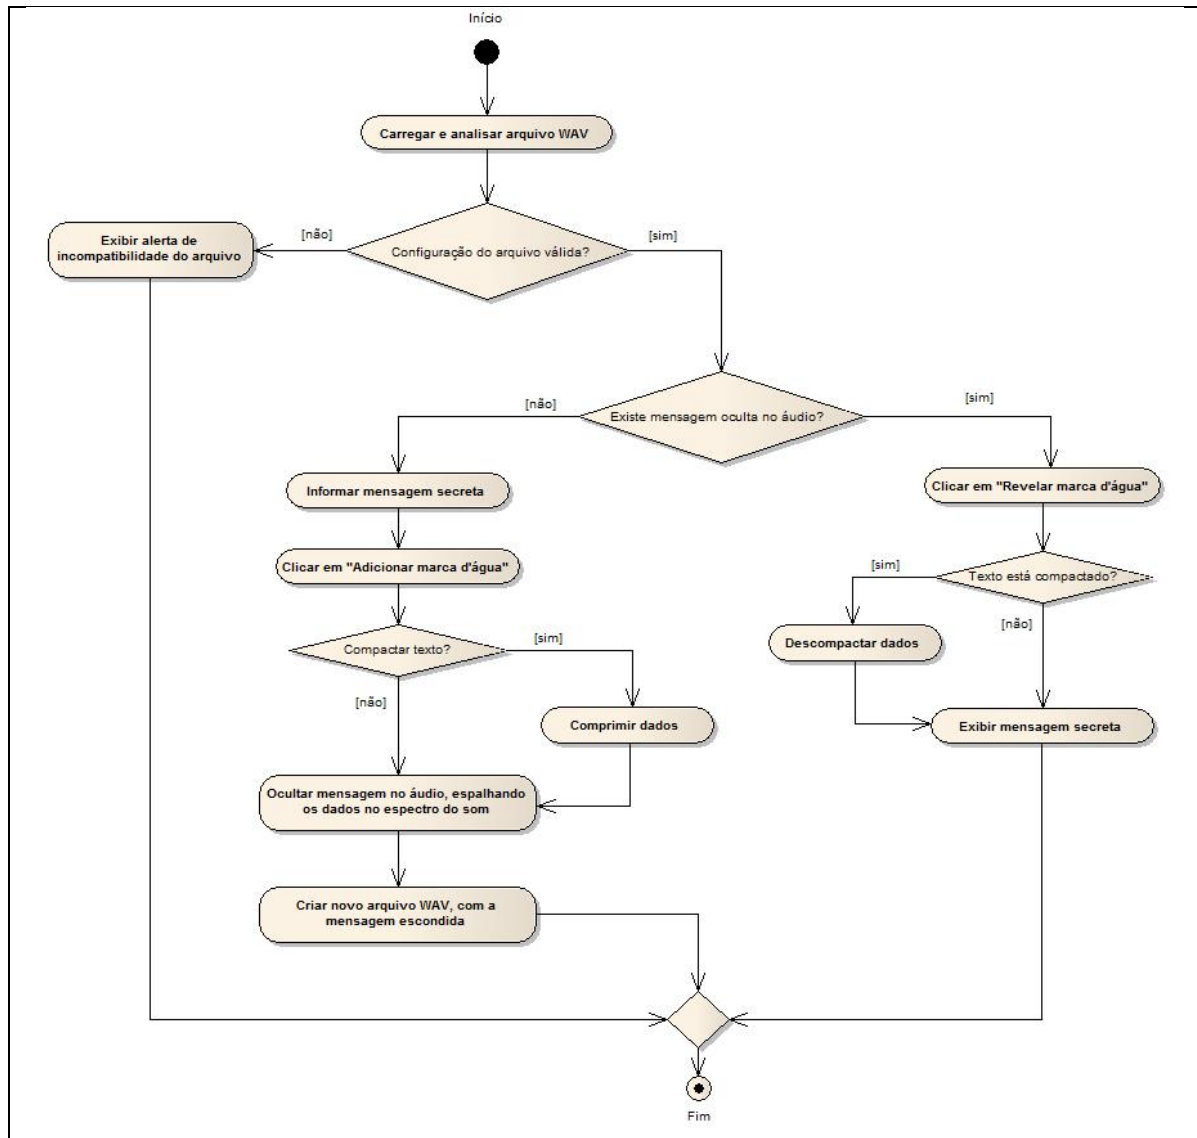 Início
Carregar e analisar arquivo WAV
[não]
[sim]
Exibir alerta de
incompatibilidade do arquivo
Configuração do arquivo válida?
[não]
[sim]
Existe mensagem oculta no áudio?
Informar mensagem secreta
Clicar em "Revelar marca d'água"
Clicar em "Adicionar marca d'água"
[sim]
Texto está compactado?
[não]
Compactar texto?
[sim]
Descompactar dados
[não]
Comprimir dados
Exibir mensagem secreta
Ocultar mensagem no áudio, espalhando
os dados no espectro do som
Criar novo arquivo WAV, com a
mensagem escondida
Fim